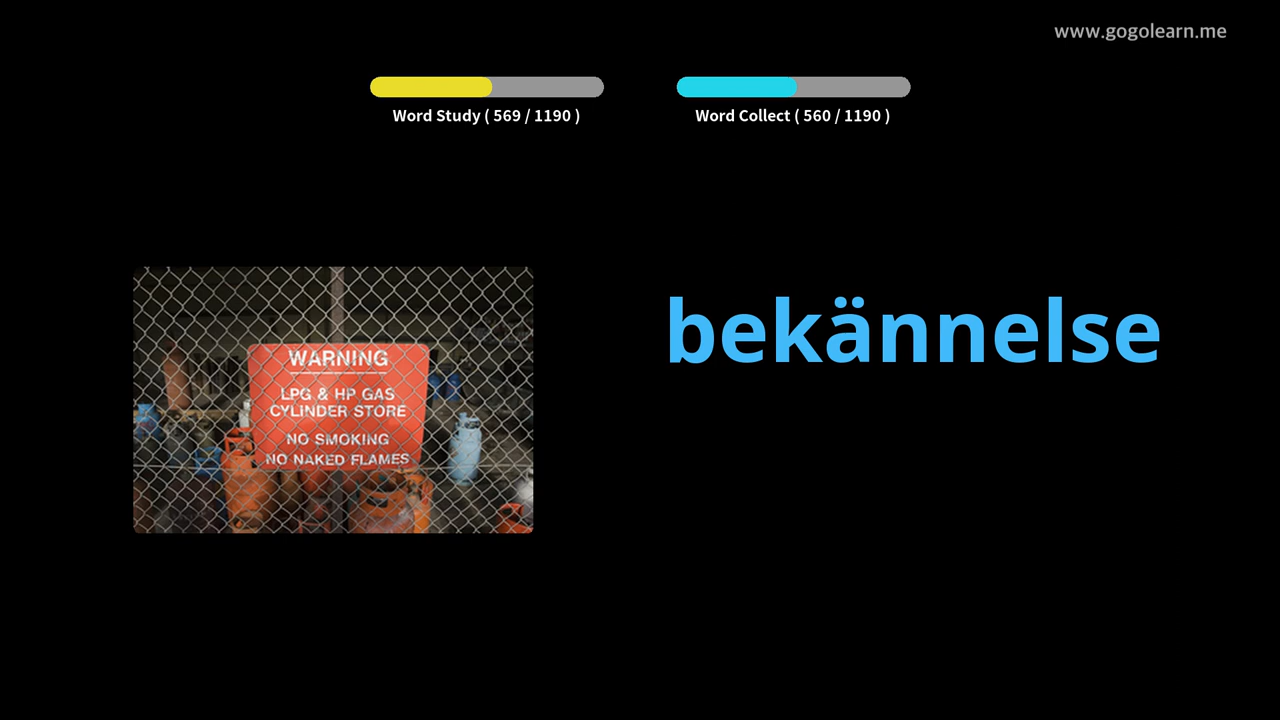 www.gogolearn.me
Word Study ( 569 / 1190 )
Word Collect ( 560 / 1190 )
bekännelse
WARNING
LPG & HP GAS
CYLINDER STORE
NO SMOKING
NO NAKED FLAMES